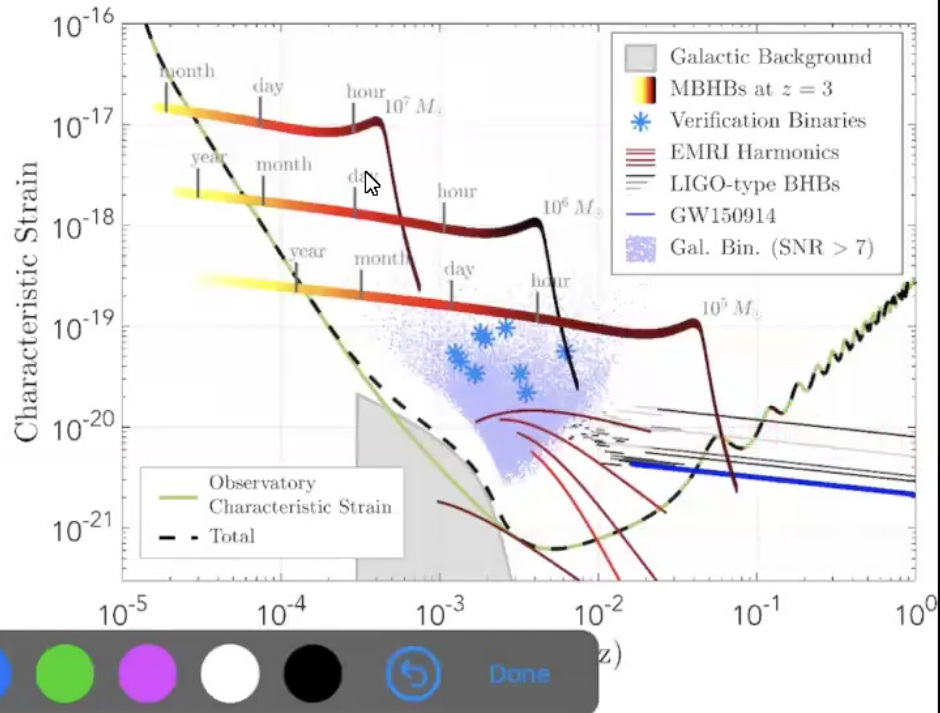 10^-16
10^-17
10^-18
10^-19
10^-20
10^-21
Characteristic Strain
month
day
hour
10^7 M
year
month
day
hour
10^6 M☉
year
month
day
hour
10^5 M☉
Galactic Background
MBHBs at z = 3
Verification Binaries
EMRI Harmonics
LIGO-type BHBs
GW150914
Gal. Bin. (SNR > 7)
Observatory
Characteristic Strain
Total
10^-5
10^-4
10^-3
10^-2
10^-1
10^0
z)
Done